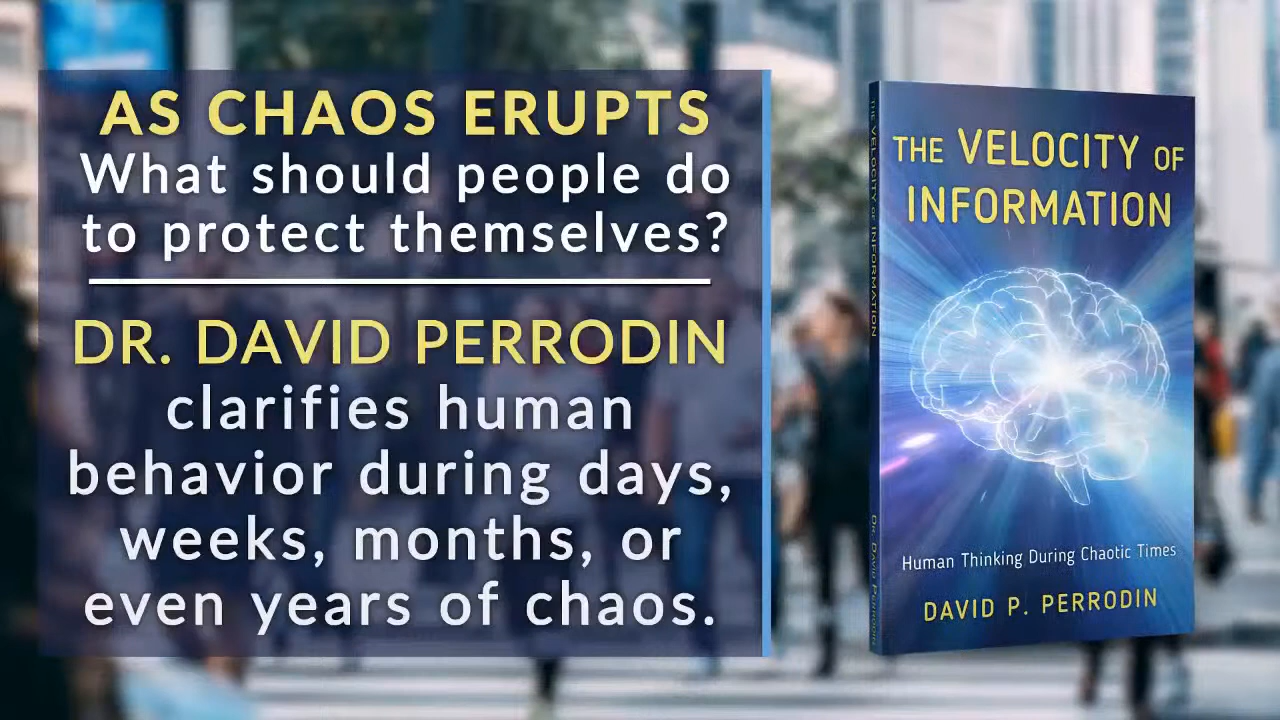 AS CHAOS ERUPTS
What should people do
to protect themselves?
DR. DAVID PERRODIN
clarifies human
behavior during days,
weeks, months, or
even years of chaos.
THE VELOCITY OF INFORMATION
DR. DAVID PERRODIN
THE VELOCITY OF
INFORMATION
Human Thinking During Chaotic Times
DAVID P. PERRODIN